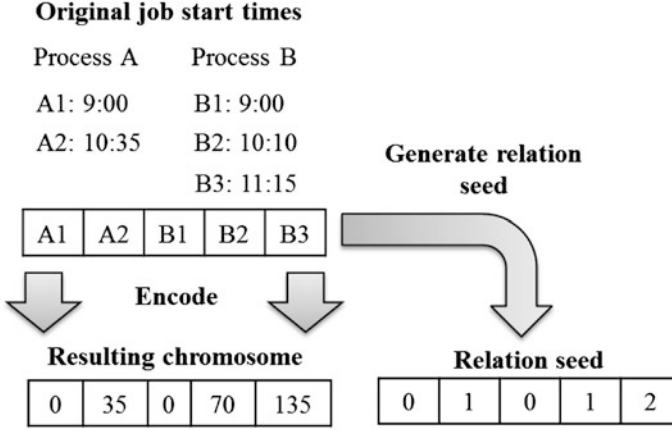 Original job start times
Process A Process B
A1: 9:00 B1: 9:00
A2: 10:35 B2: 10:10
B3: 11:15
Generate relation
seed
A1 A2 B1 B2 B3
Encode
Resulting chromosome
0 35 0 70 135
Relation seed
0 1 0 1 2